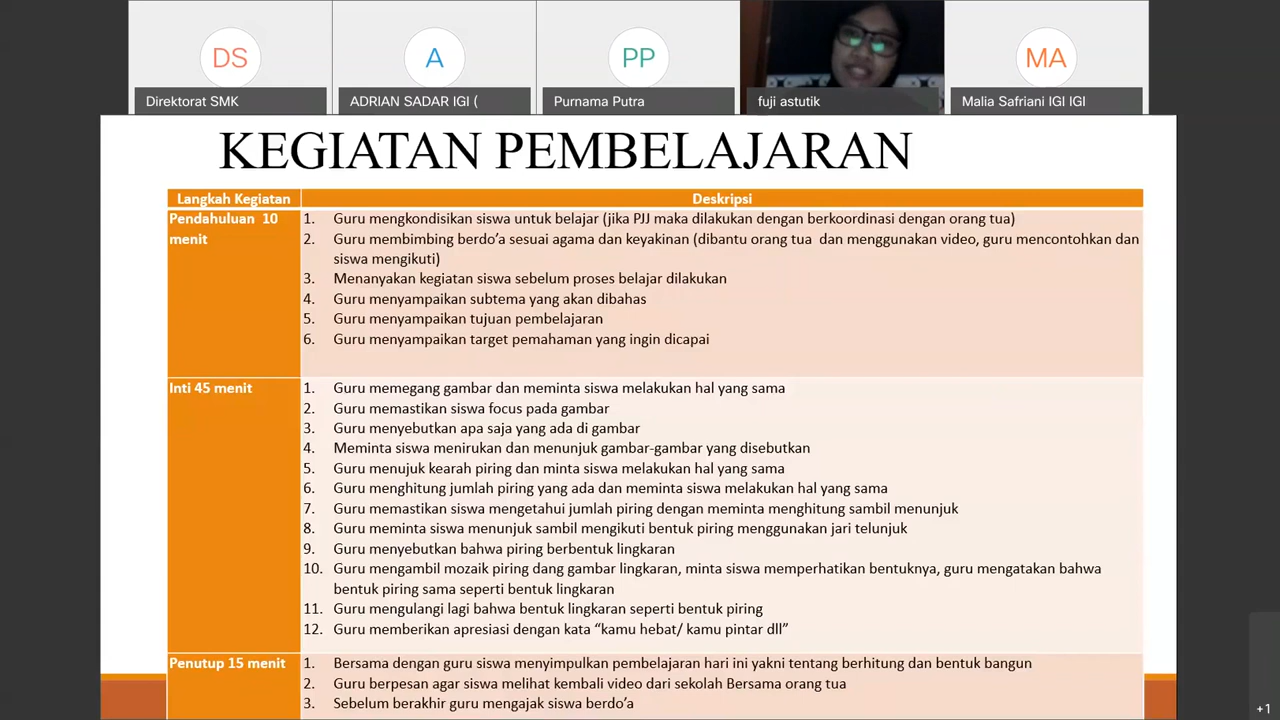 DS
A
PP
MA
Direktorat SMK
ADRIAN SADAR IGI (
Purnama Putra
fuji astutik
Malia Safriani IGI IGI
KEGIATAN PEMBELAJARAN
Langkah Kegiatan
Deskripsi
Pendahuluan 10
menit
1. Guru mengkondisikan siswa untuk belajar (jika PJJ maka dilakukan dengan berkoordinasi dengan orang tua)
2. Guru membimbing berdo’a sesuai agama dan keyakinan (dibantu orang tua dan menggunakan video, guru mencontohkan dan
siswa mengikuti)
3. Menanyakan kegiatan siswa sebelum proses belajar dilakukan
4. Guru menyampaikan subtema yang akan dibahas
5. Guru menyampaikan tujuan pembelajaran
6. Guru menyampaikan target pemahaman yang ingin dicapai
Inti 45 menit
1. Guru memegang gambar dan meminta siswa melakukan hal yang sama
2. Guru memastikan siswa focus pada gambar
3. Guru menyebutkan apa saja yang ada di gambar
4. Meminta siswa menirukan dan menunjuk gambar-gambar yang disebutkan
5. Guru menujuk kearah piring dan minta siswa melakukan hal yang sama
6. Guru menghitung jumlah piring yang ada dan meminta siswa melakukan hal yang sama
7. Guru memastikan siswa mengetahui jumlah piring dengan meminta menghitung sambil menunjuk
8. Guru meminta siswa menunjuk sambil mengikuti bentuk piring menggunakan jari telunjuk
9. Guru menyebutkan bahwa piring berbentuk lingkaran
10. Guru mengambil mozaik piring dang gambar lingkaran, minta siswa memperhatikan bentuknya, guru mengatakan bahwa
bentuk piring sama seperti bentuk lingkaran
11. Guru mengulangi lagi bahwa bentuk lingkaran seperti bentuk piring
12. Guru memberikan apresiasi dengan kata “kamu hebat/ kamu pintar dll”
Penutup 15 menit
1. Bersama dengan guru siswa menyimpulkan pembelajaran hari ini yakni tentang berhitung dan bentuk bangun
2. Guru berpesan agar siswa melihat kembali video dari sekolah Bersama orang tua
3. Sebelum berakhir guru mengajak siswa berdo’a
+1